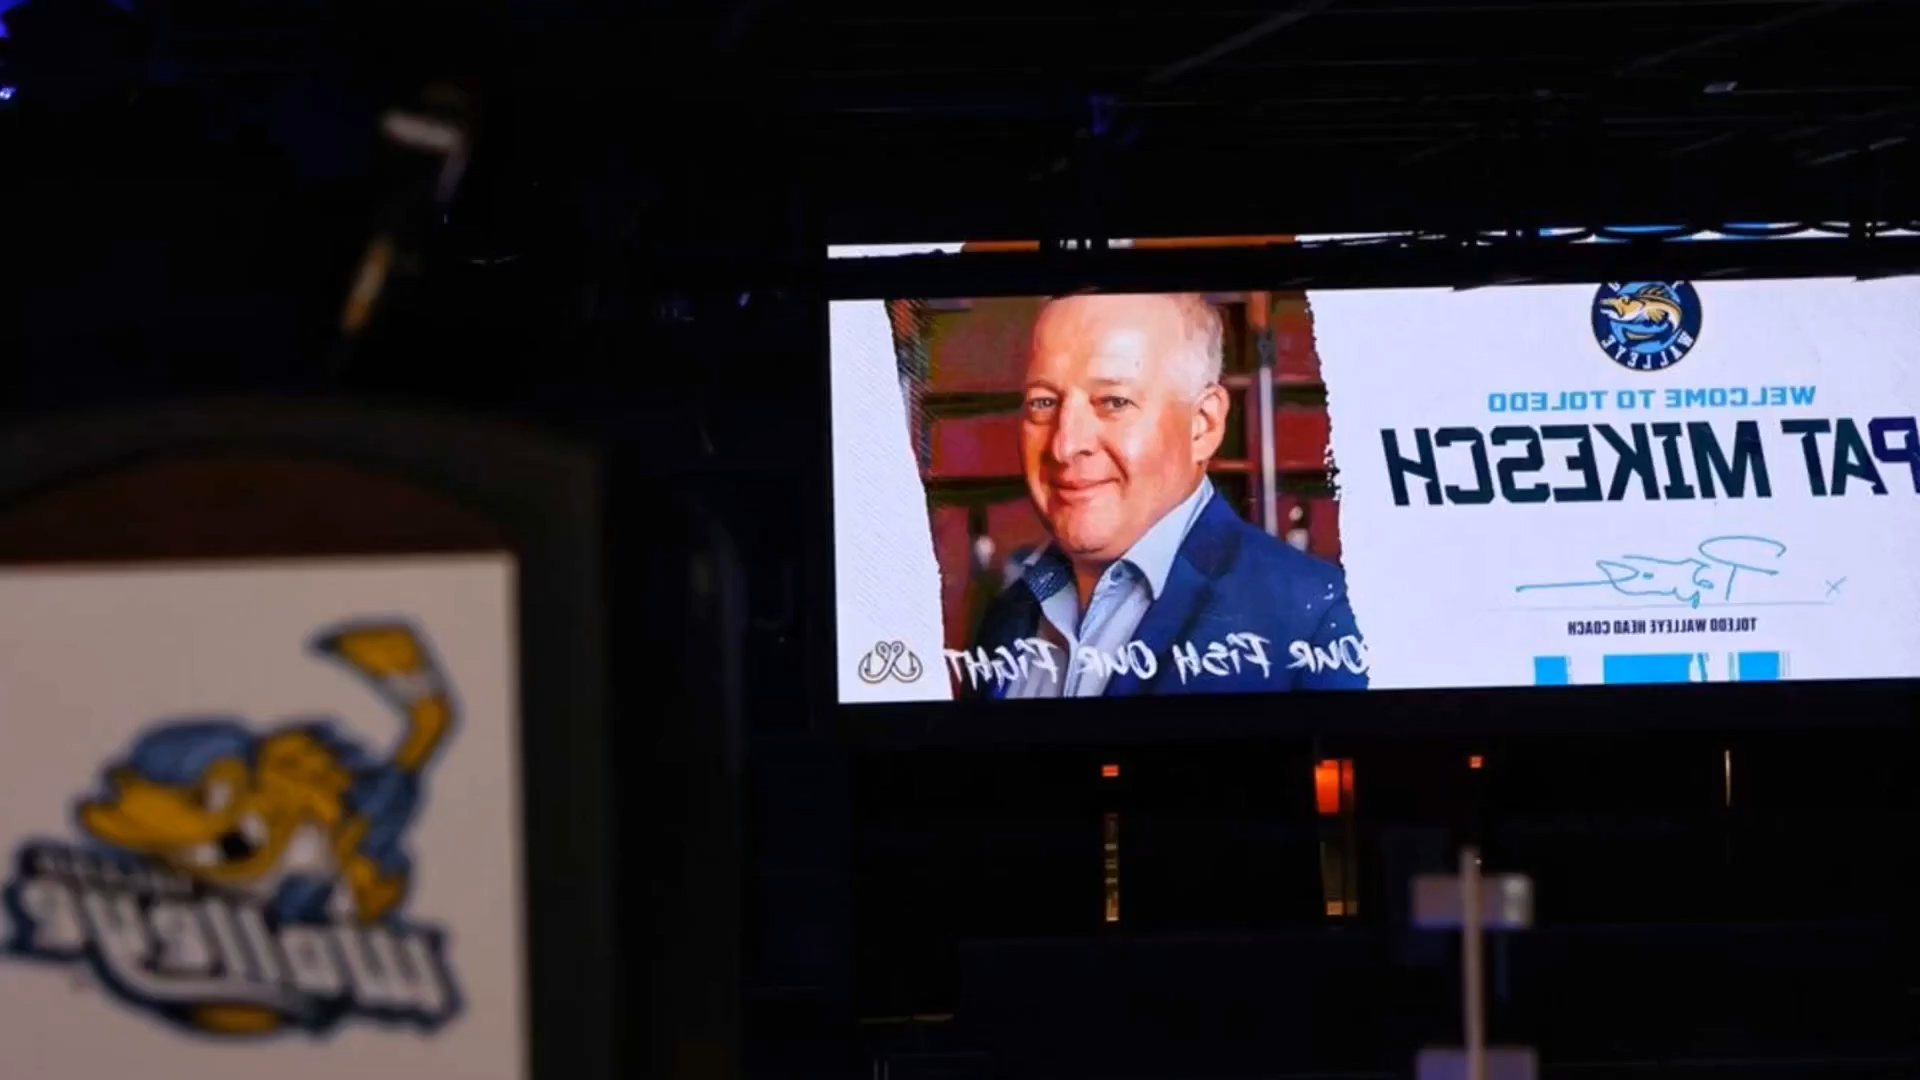 WALLEYE
WELCOME TO TOLEDO
PAT MIKESCH
TOLEDO WALLEYE HEAD COACH
OUR FISH OUR FIGHT
Walleye